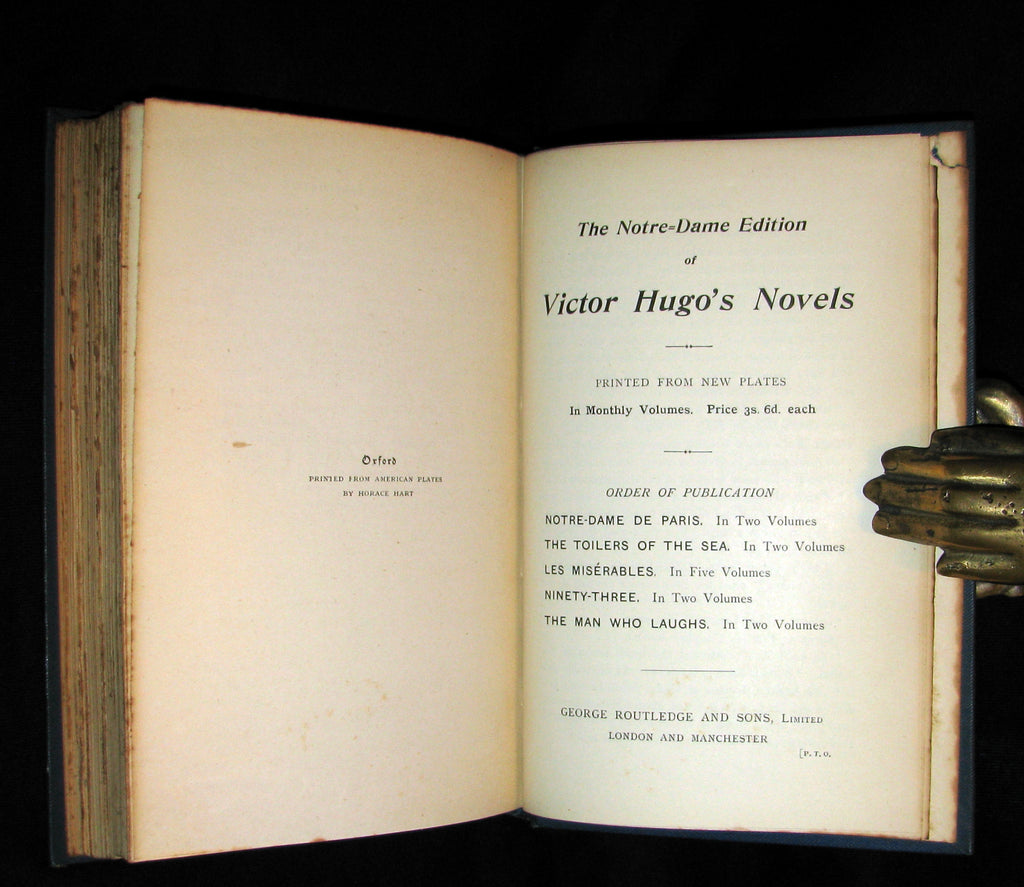 Oxford
PRINTED FROM AMERICAN PLATES
BY HORACE HART
The Notre-Dame Edition
of
Victor Hugo's Novels
PRINTED FROM NEW PLATES
In Monthly Volumes. Price 3s. 6d. each
ORDER OF PUBLICATION
NOTRE-DAME DE PARIS. In Two Volumes
THE TOILERS OF THE SEA. In Two Volumes
LES MISÉRABLES. In Five Volumes
NINETY-THREE. In Two Volumes
THE MAN WHO LAUGHS. In Two Volumes
GEORGE ROUTLEDGE AND SONS, LIMITED
LONDON AND MANCHESTER
[P. T. O.